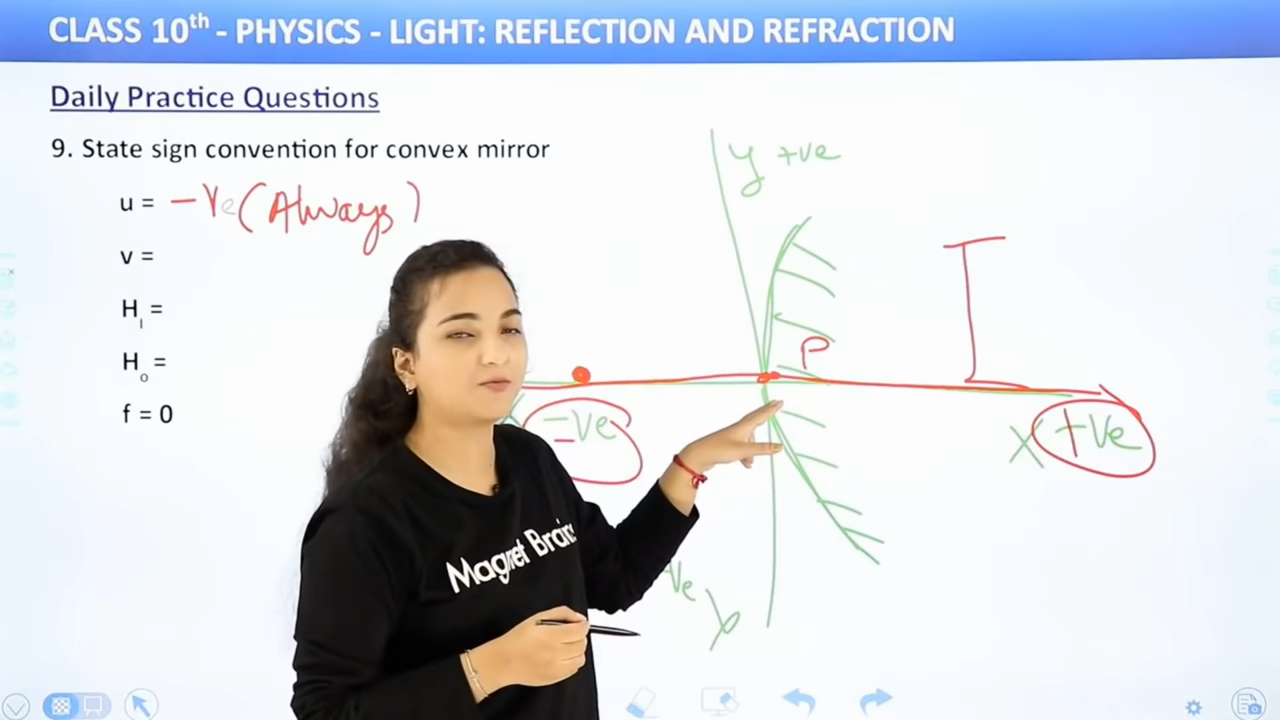 CLASS 10th - PHYSICS - LIGHT: REFLECTION AND REFRACTION
Daily Practice Questions
9. State sign convention for convex mirror
u = -ve (Always)
v =
HI =
Ho =
f = 0
y +ve
P
-ve
X +ve
-ve
y
Magnet Brains